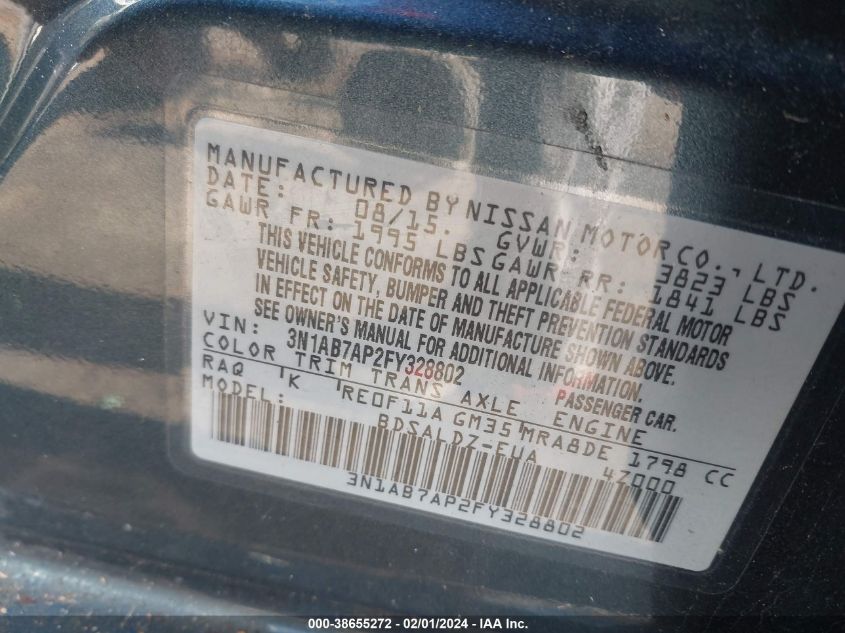 MANUFACTURED BY NISSAN MOTOR CO., LTD.
DATE: 08/15. GVWR: 3823 LBS
GAWR FR: 1995 LBS GAWR RR: 1841 LBS
THIS VEHICLE CONFORMS TO ALL APPLICABLE FEDERAL MOTOR
VEHICLE SAFETY, BUMPER AND THEFT PREVENTION STANDARDS
IN EFFECT ON THE DATE OF MANUFACTURE SHOWN ABOVE.
SEE OWNER'S MANUAL FOR ADDITIONAL INFORMATION.
VIN: 3N1AB7AP2FY328802 PASSENGER CAR.
COLOR TRIM TRANS AXLE ENGINE
RAQ K RE0F11A GM35 MRA8DE 1798 CC
MODEL: BDSALDZ-EUA 4Z000
3N1AB7AP2FY328802
000-38655272 - 02/01/2024 - IAA Inc.